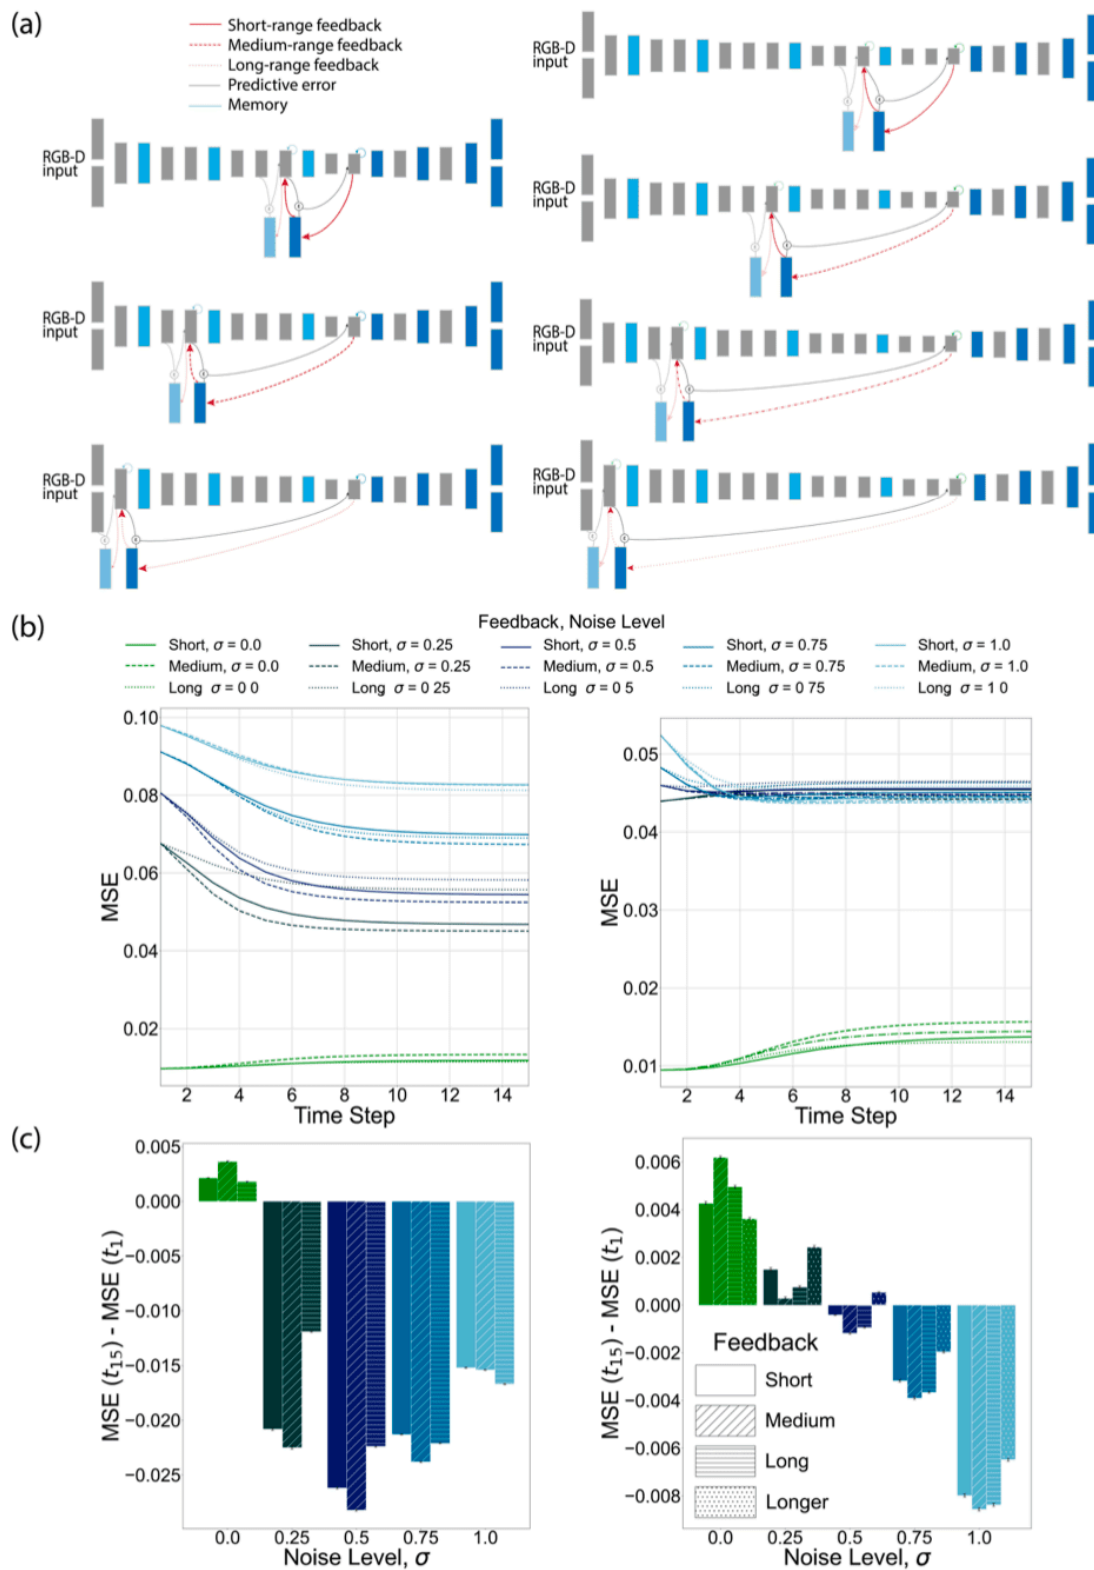 (a)
Short-range feedback
Medium-range feedback
Long-range feedback
Predictive error
Memory
RGB-D
input
RGB-D
input
RGB-D
input
RGB-D
input
RGB-D
input
RGB-D
input
RGB-D
input
(b)
Feedback, Noise Level
Short, σ = 0.0
Short, σ = 0.25
Short, σ = 0.5
Short, σ = 0.75
Short, σ = 1.0
Medium, σ = 0.0
Medium, σ = 0.25
Medium, σ = 0.5
Medium, σ = 0.75
Medium, σ = 1.0
Long σ = 0 0
Long σ = 0 25
Long σ = 0 5
Long σ = 0 75
Long σ = 1 0
MSE
0.10
0.08
0.06
0.04
0.02
2 4 6 8 10 12 14
Time Step
MSE
0.05
0.04
0.03
0.02
0.01
2 4 6 8 10 12 14
Time Step
(c)
MSE (t15) - MSE (t1)
0.005
0.000
−0.005
−0.010
−0.015
−0.020
−0.025
0.0 0.25 0.5 0.75 1.0
Noise Level, σ
MSE (t15) - MSE (t1)
0.006
0.004
0.002
0.000
−0.002
−0.004
−0.006
−0.008
Feedback
Short
Medium
Long
Longer
0.0 0.25 0.5 0.75 1.0
Noise Level, σ